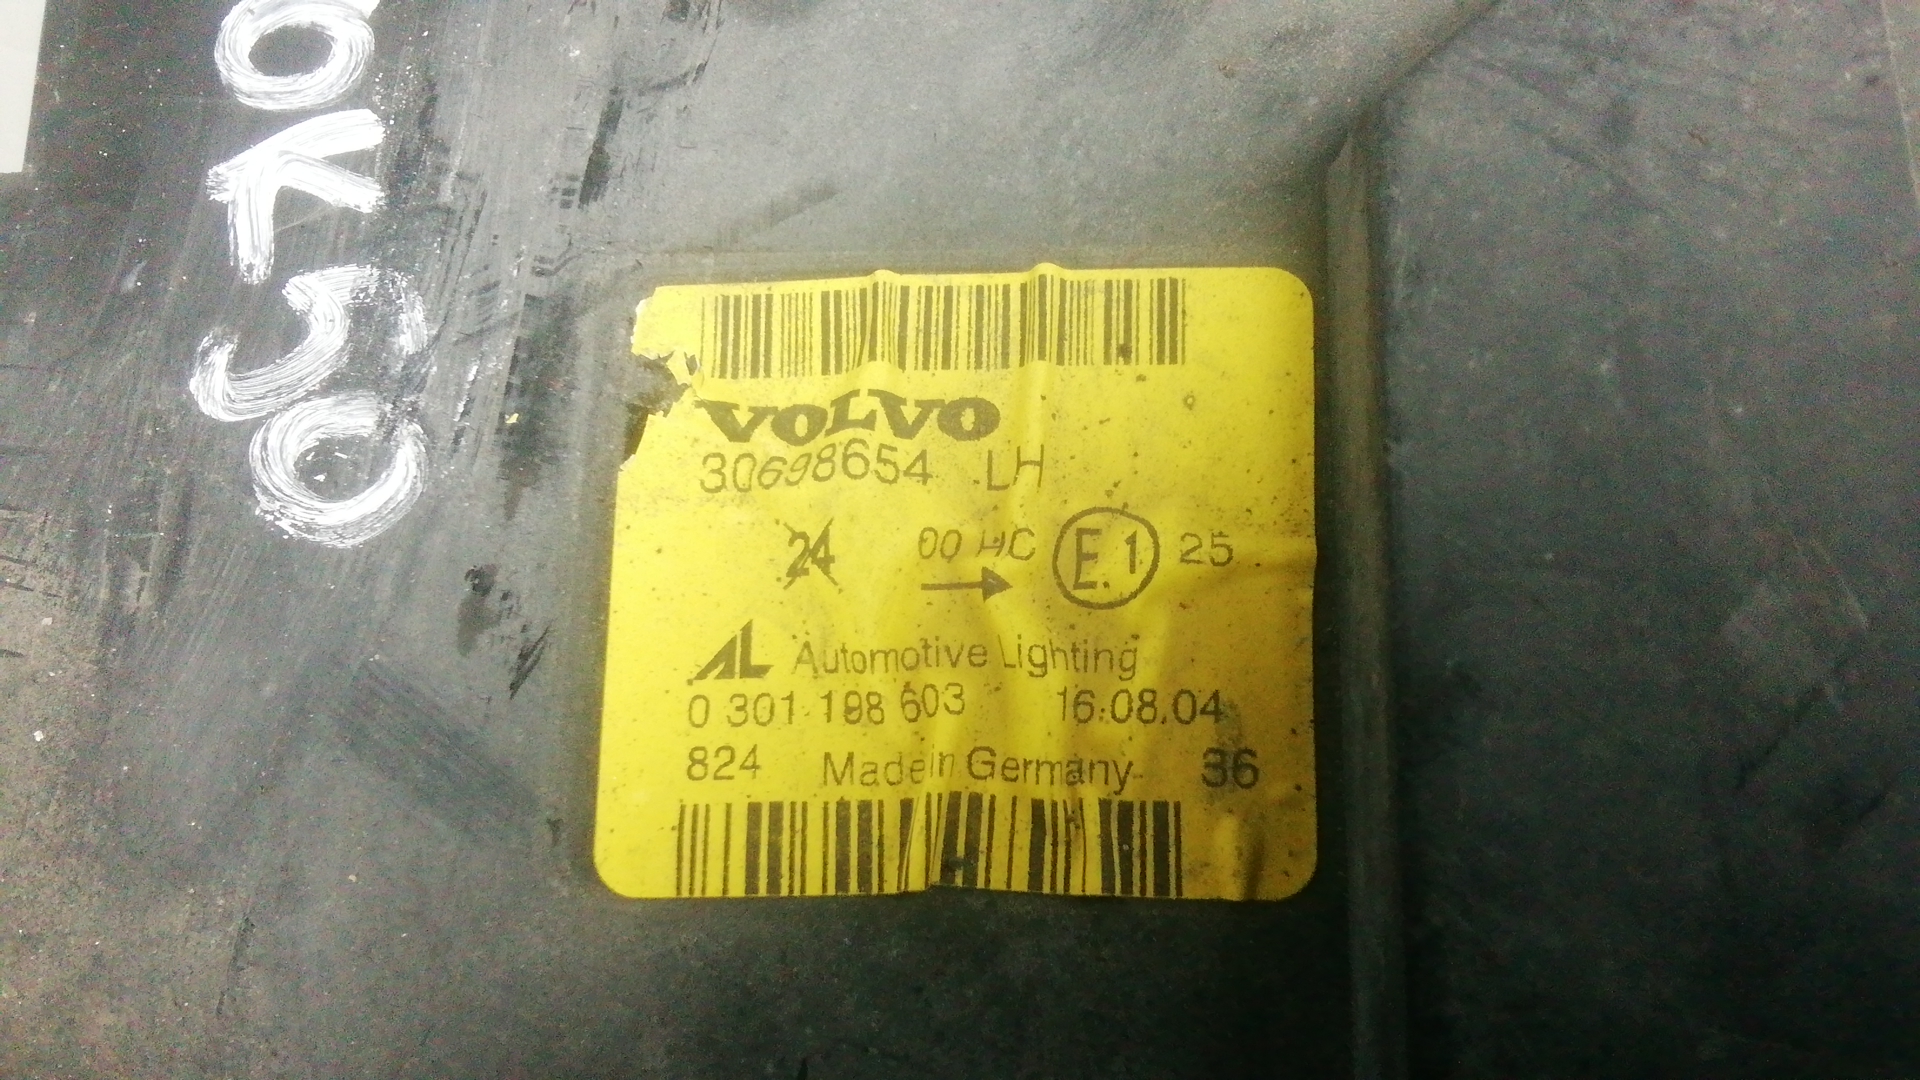 VOLVO
30698654 LH
24 00 HC E1 25
AL Automotive Lighting
0 301 198 603 16.08.04
824 Made in Germany 36